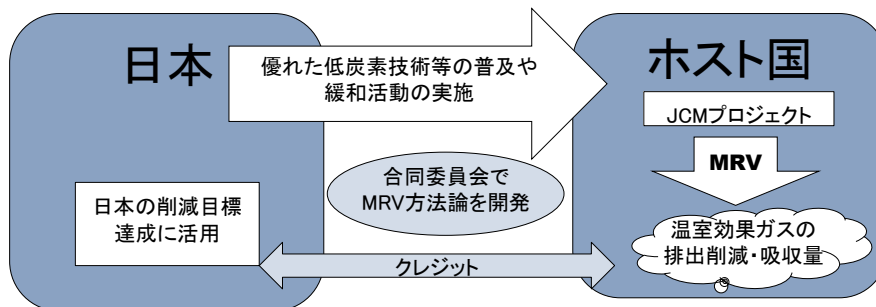 日本
優れた低炭素技術等の普及や
緩和活動の実施
ホスト国
JCMプロジェクト
MRV
合同委員会で
MRV方法論を開発
日本の削減目標
達成に活用
温室効果ガスの
排出削減・吸収量
クレジット